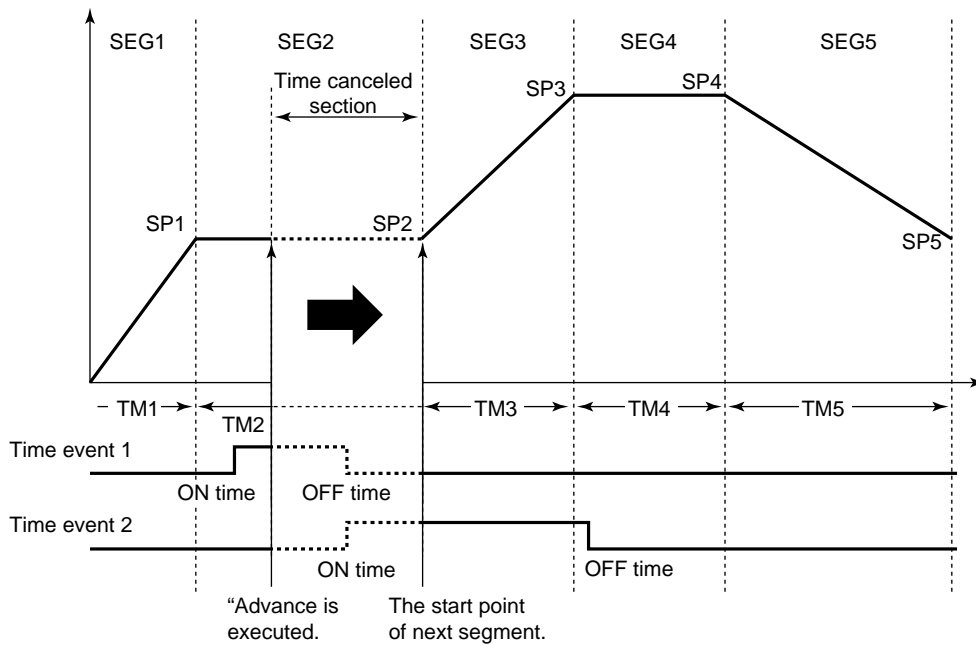 SEG1 SEG2 SEG3 SEG4 SEG5
Time canceled
section
SP3 SP4
SP1 SP2
SP5
TM1 TM3 TM4 TM5
TM2
Time event 1
ON time OFF time
Time event 2
ON time OFF time
“Advance is
executed.
The start point
of next segment.